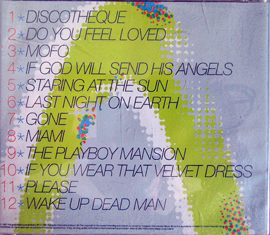 1*DISCOTHÈQUE
2*DO YOU FEEL LOVED
3*MOFO
4*IF GOD WILL SEND HIS ANGELS
5*STARING AT THE SUN
6*LAST NIGHT ON EARTH
7*GONE
8*MIAMI
9*THE PLAYBOY MANSION
10*IF YOU WEAR THAT VELVET DRESS
11*PLEASE
12*WAKE UP DEAD MAN